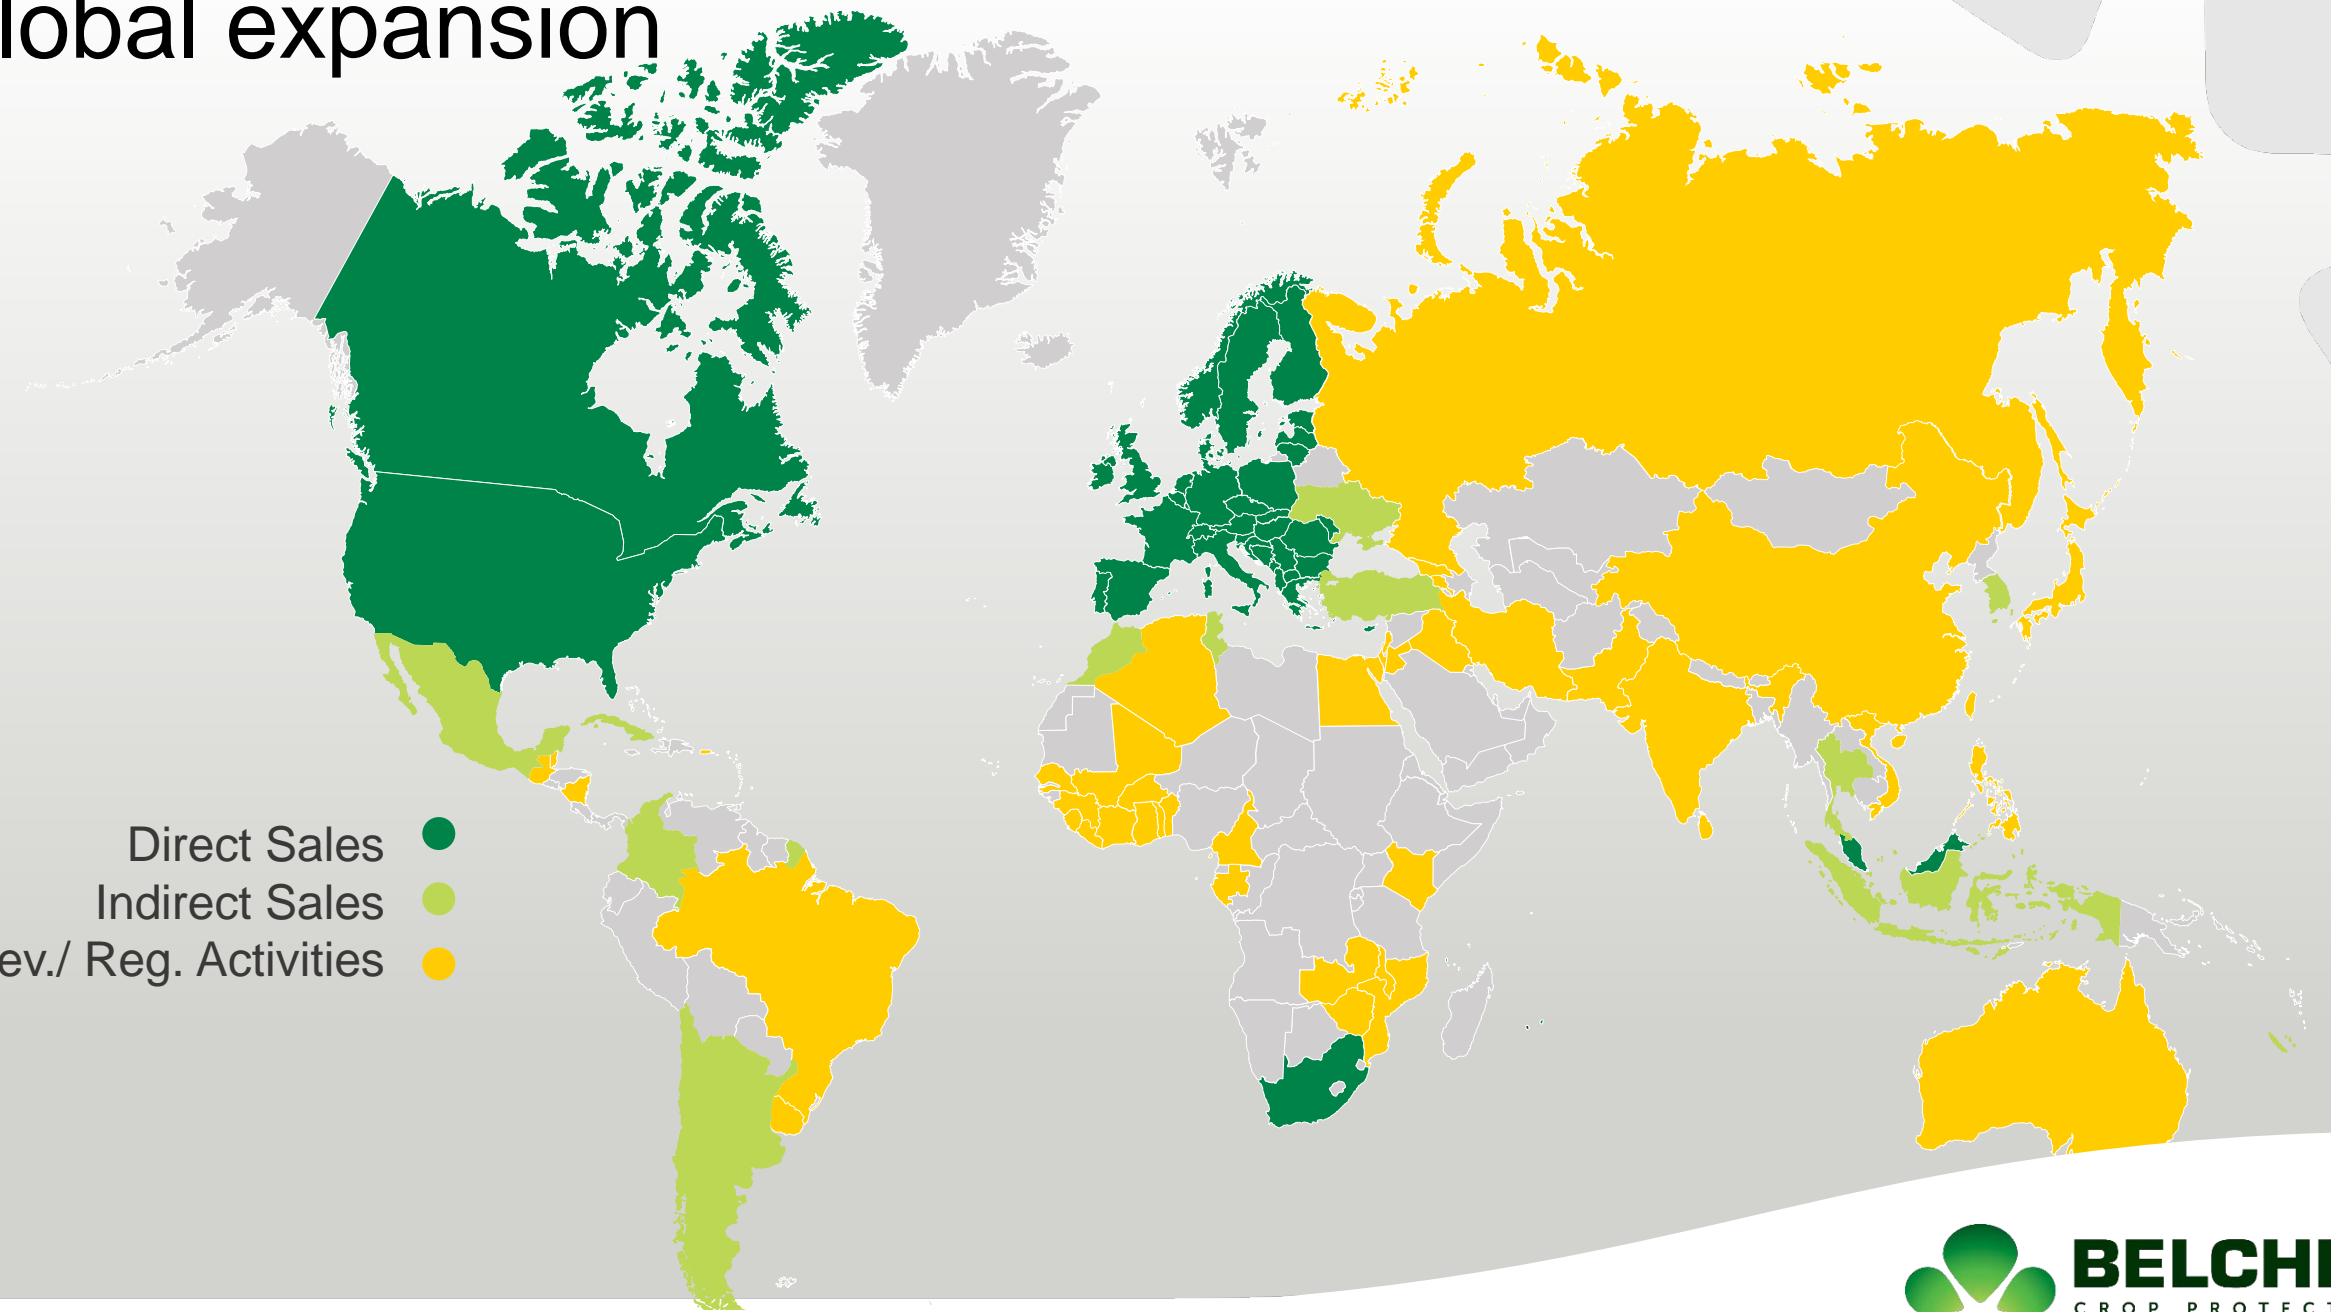 lobal expansion
Direct Sales
Indirect Sales
ev./ Reg. Activities
BELCHI
CROP PROTECT